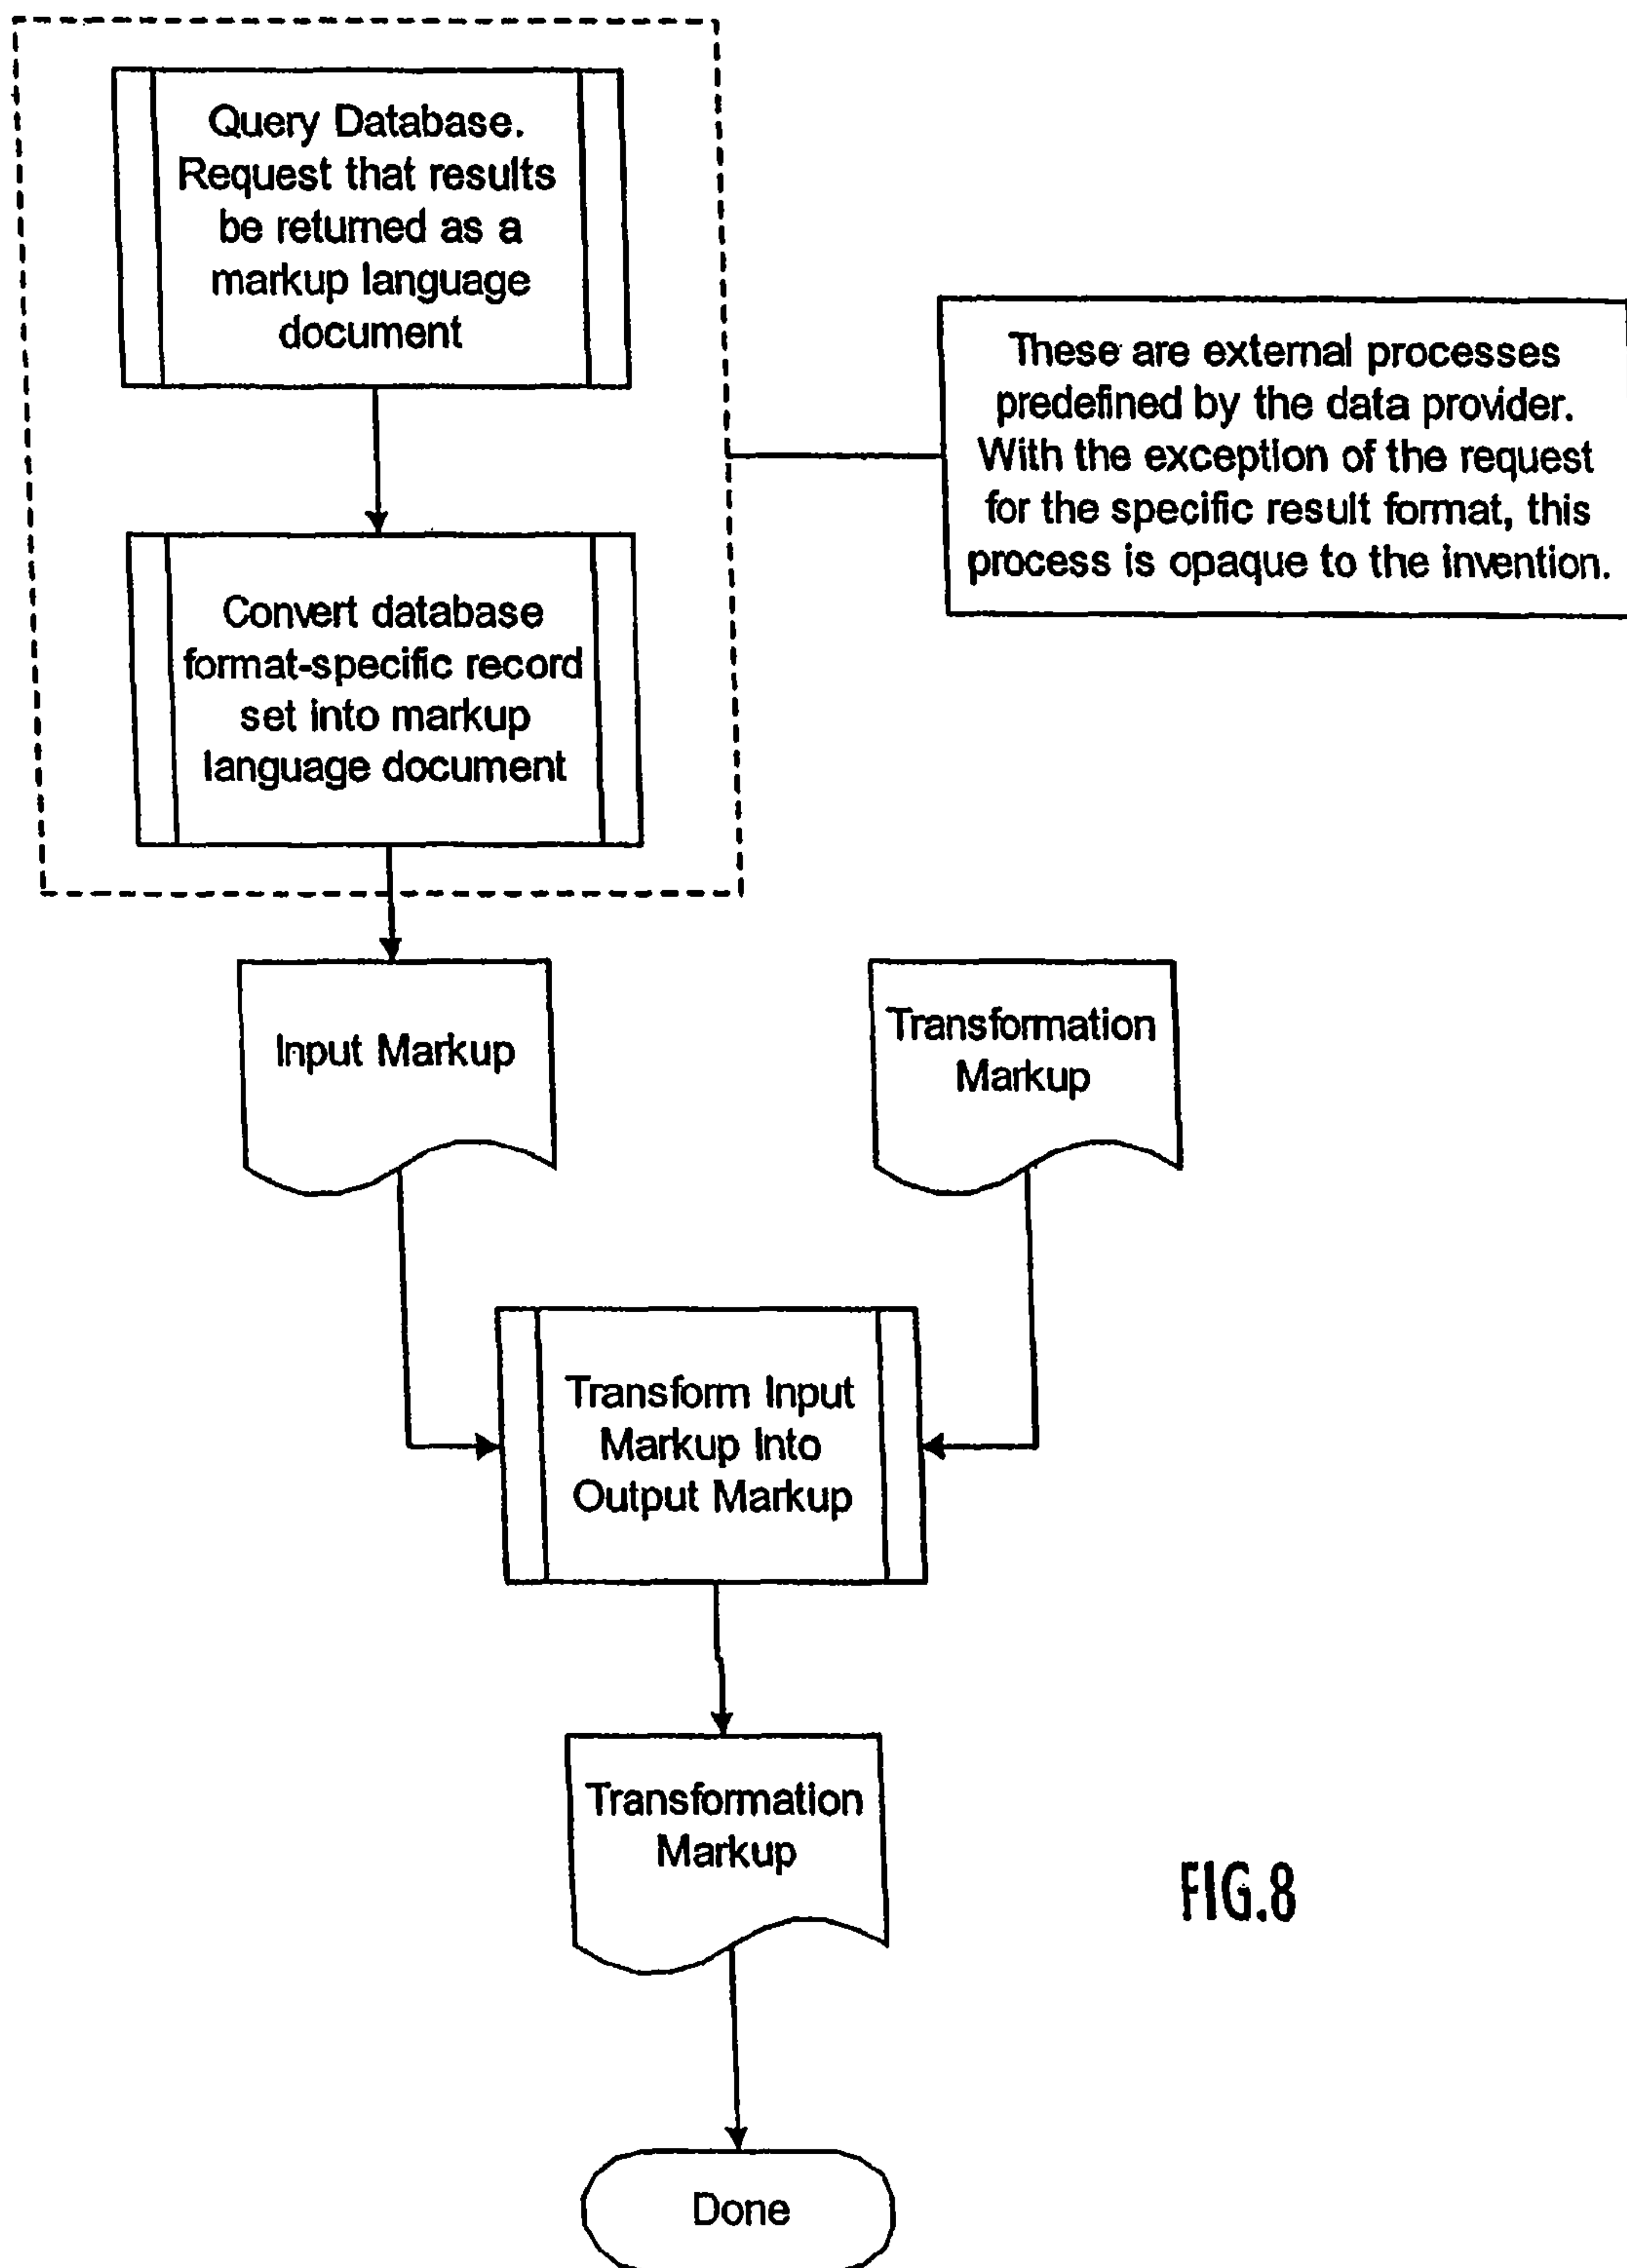 Query Database.
Request that results
be returned as a
markup language
document
These are external processes
predefined by the data provider.
With the exception of the request
for the specific result format, this
process is opaque to the invention.
Convert database
format-specific record
set into markup
language document
Input Markup
Transformation
Markup
Transform Input
Markup Into
Output Markup
Transformation
Markup
FIG.8
Done